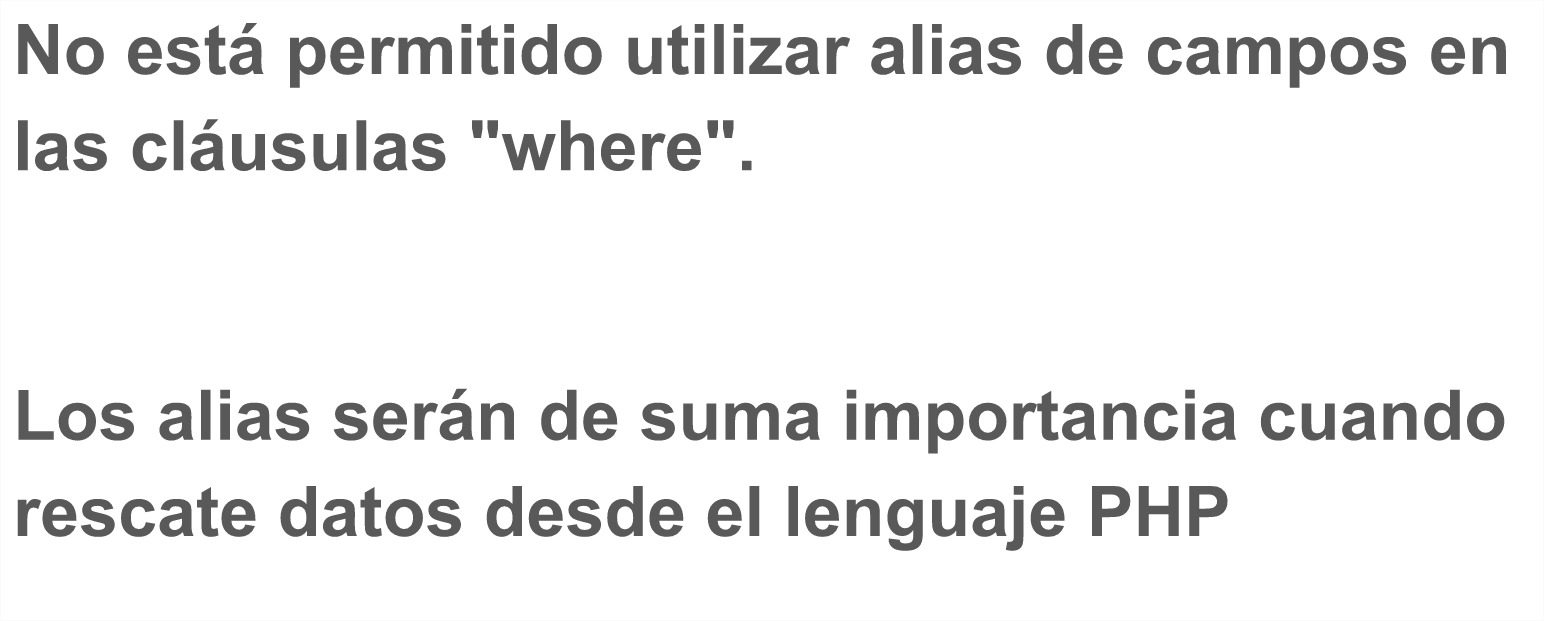 No está permitido utilizar alias de campos en
las cláusulas "where".
Los alias serán de suma importancia cuando
rescate datos desde el lenguaje PHP